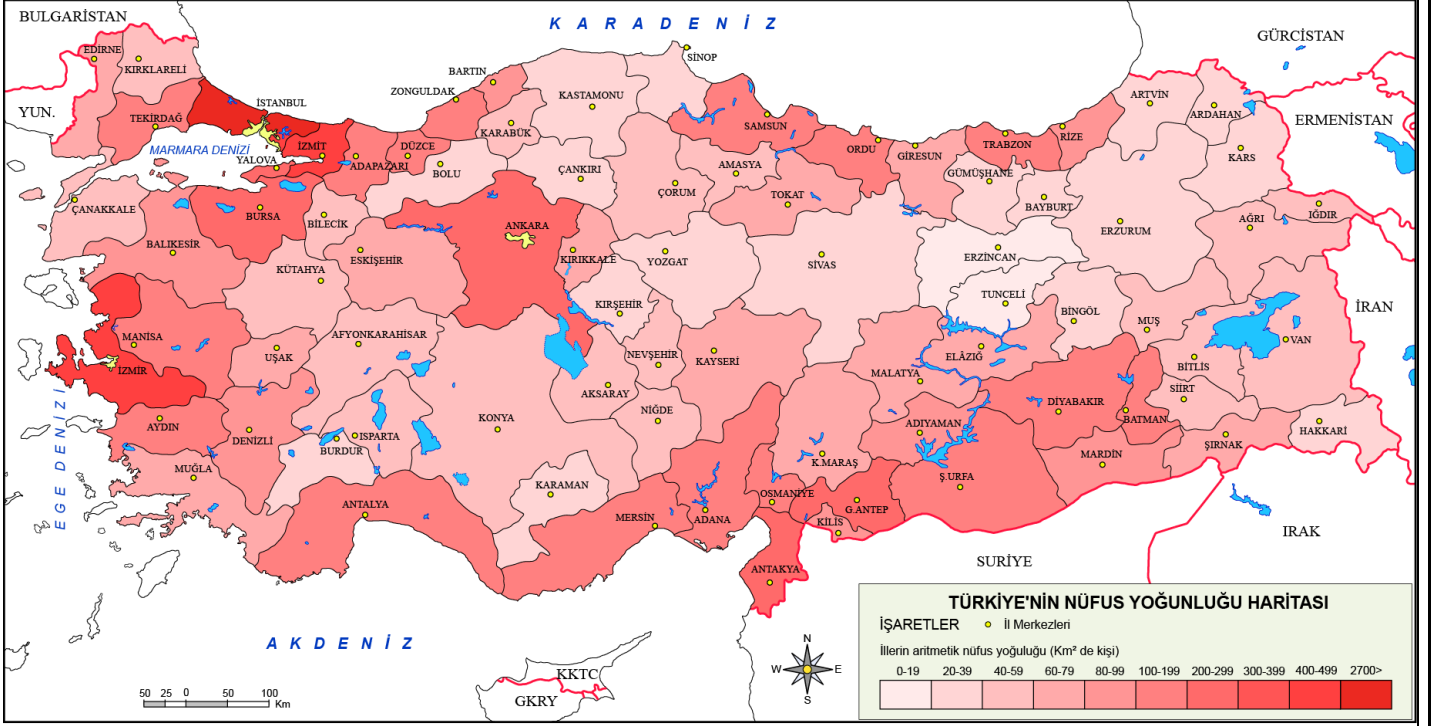 BULGARİSTAN
KARADENİZ
GÜRCİSTAN
EDİRNE
KIRKLARELİ
SİNOP
BARTIN
ZONGULDAK
KASTAMONU
ARTVİN
ARDAHAN
YUN.
TEKİRDAĞ
İSTANBUL
KARABÜK
SAMSUN
ERMENİSTAN
MARMARA DENİZİ
İZMİT
DÜZCE
ORDU
GİRESUN
TRABZON
RİZE
KARS
YALOVA
ADAPAZARI
BOLU
ÇANKIRI
AMASYA
GÜMÜŞHANE
ÇANAKKALE
BURSA
BİLECİK
ÇORUM
TOKAT
BAYBURT
IĞDIR
ANKARA
ERZURUM
AĞRI
BALIKESİR
ESKİŞEHİR
KIRIKKALE
YOZGAT
SİVAS
ERZİNCAN
KÜTAHYA
TUNCELİ
İRAN
KIRŞEHİR
BİNGÖL
MUŞ
MANİSA
AFYONKARAHİSAR
VAN
UŞAK
NEVŞEHİR
KAYSERİ
ELÂZIĞ
BİTLİS
İZMİR
MALATYA
AKSARAY
SİİRT
EGE DENİZİ
KONYA
NİĞDE
DİYABAKIR
BATMAN
AYDIN
DENİZLİ
ISPARTA
BURDUR
ADIYAMAN
HAKKARİ
ŞIRNAK
MUĞLA
K.MARAŞ
MARDİN
KARAMAN
Ş.URFA
ANTALYA
MERSİN
ADANA
OSMANİYE
G.ANTEP
KİLİS
IRAK
ANTAKYA
SURİYE
AKDENİZ
KKTC
GKRY
50 25 0 50 100
Km
N
W E
S
TÜRKİYE'NİN NÜFUS YOĞUNLUĞU HARİTASI
İŞARETLER İl Merkezleri
İllerin aritmetik nüfus yoğuluğu (Km² de kişi)
0-19 20-39 40-59 60-79 80-99 100-199 200-299 300-399 400-499 2700>